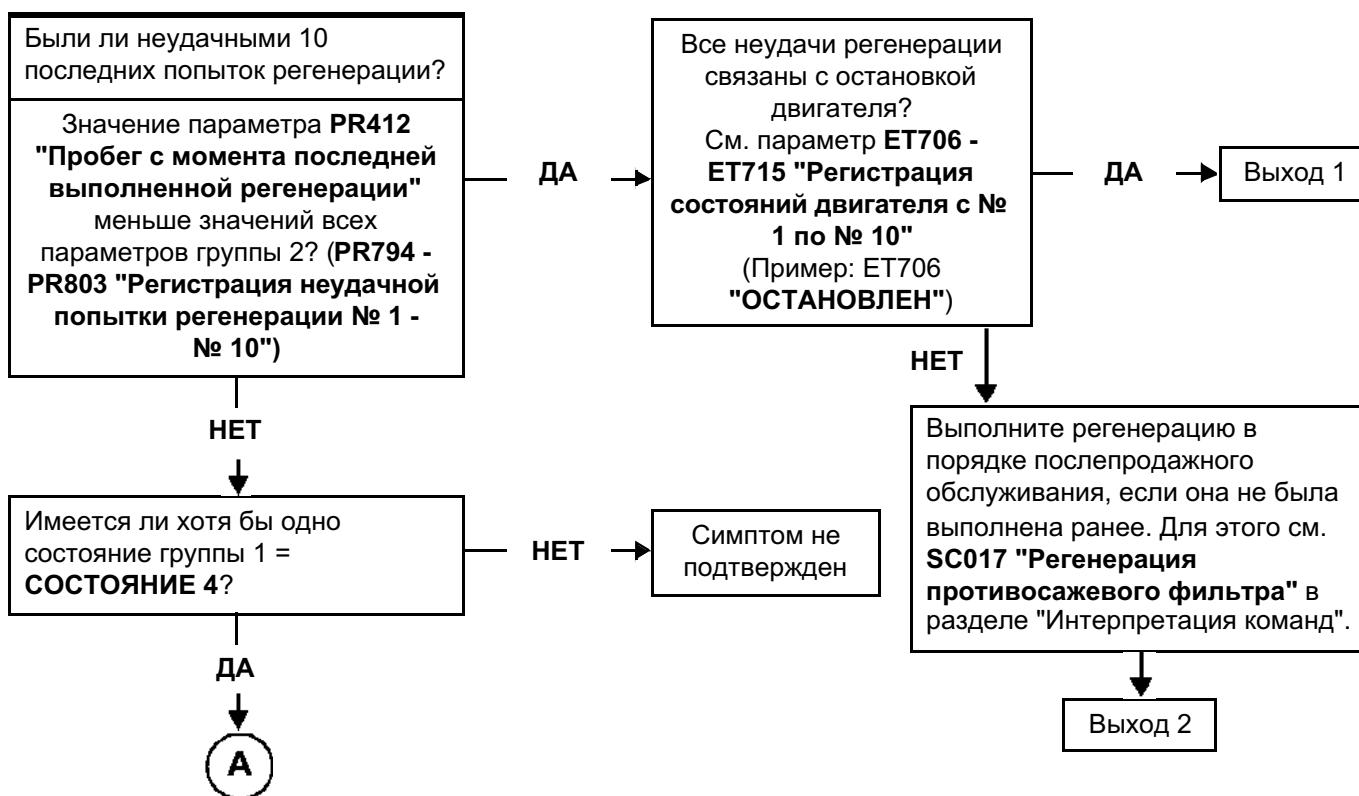 Были ли неудачными 10
последних попыток регенерации?
Значение параметра PR412
"Пробег с момента последней
выполненной регенерации"
меньше значений всех
параметров группы 2? (PR794 -
PR803 "Регистрация неудачной
попытки регенерации № 1 -
№ 10")
ДА
Все неудачи регенерации
связаны с остановкой
двигателя?
См. параметр ET706 -
ET715 "Регистрация
состояний двигателя с №
1 по № 10"
(Пример: ET706
"ОСТАНОВЛЕН")
ДА
Выход 1
НЕТ
НЕТ
Выполните регенерацию в
порядке послепродажного
обслуживания, если она не была
выполнена ранее. Для этого см.
SC017 "Регенерация
противосажевого фильтра" в
разделе "Интерпретация команд".
Имеется ли хотя бы одно
состояние группы 1 =
СОСТОЯНИЕ 4?
НЕТ
Симптом не
подтвержден
ДА
Выход 2
A